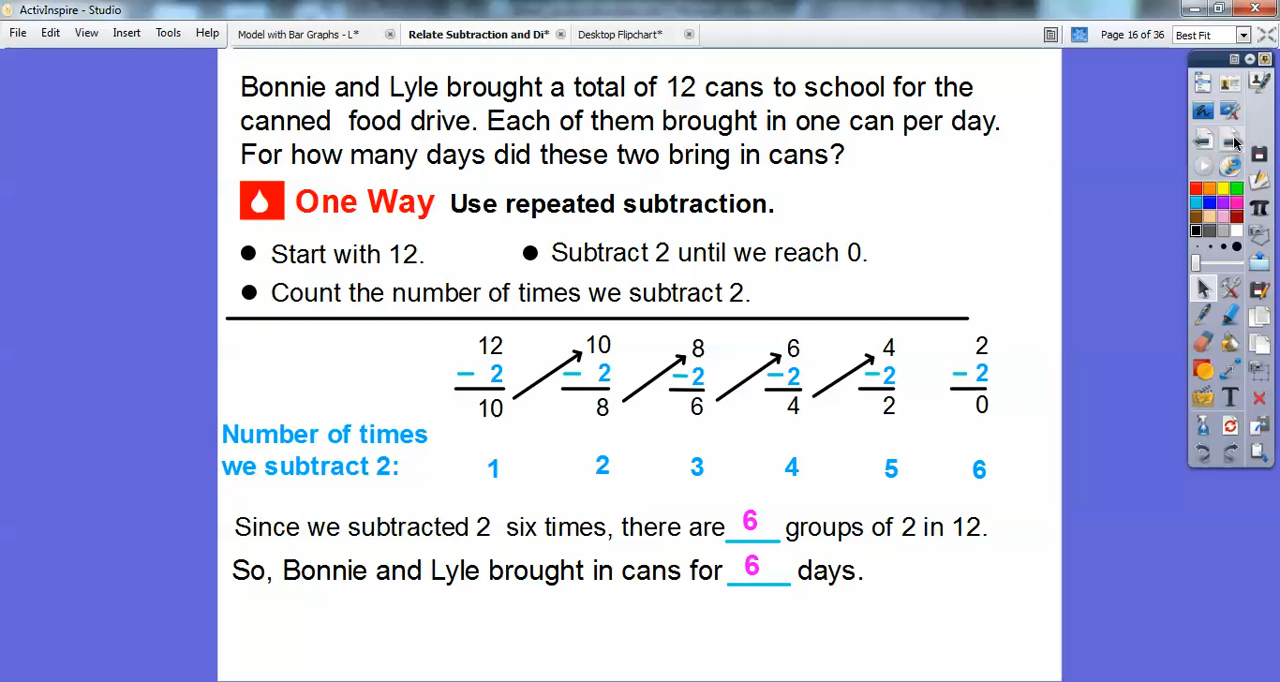 ActivInspire - Studio
File Edit View Insert Tools Help
Model with Bar Graphs - L* Relate Subtraction and Di* Desktop Flipchart* Page 16 of 36 Best Fit
Bonnie and Lyle brought a total of 12 cans to school for the
canned food drive. Each of them brought in one can per day.
For how many days did these two bring in cans?
One Way Use repeated subtraction.
● Start with 12. ● Subtract 2 until we reach 0.
● Count the number of times we subtract 2.
12 10 8 6 4 2
− 2 − 2 −2 −2 −2 − 2
10 8 6 4 2 0
Number of times
we subtract 2: 1 2 3 4 5 6
Since we subtracted 2 six times, there are 6 groups of 2 in 12.
So, Bonnie and Lyle brought in cans for 6 days.